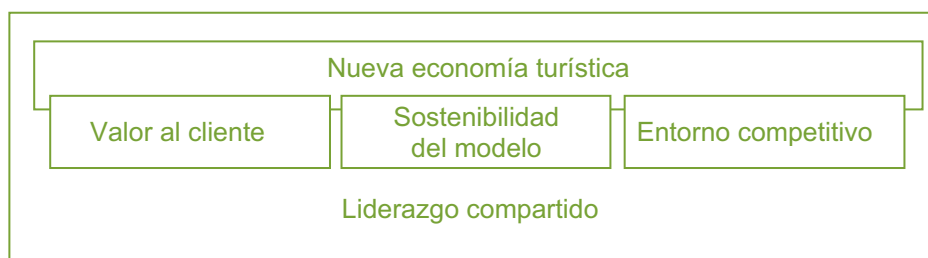 Nueva economía turística
Valor al cliente
Sostenibilidad
del modelo
Entorno competitivo
Liderazgo compartido